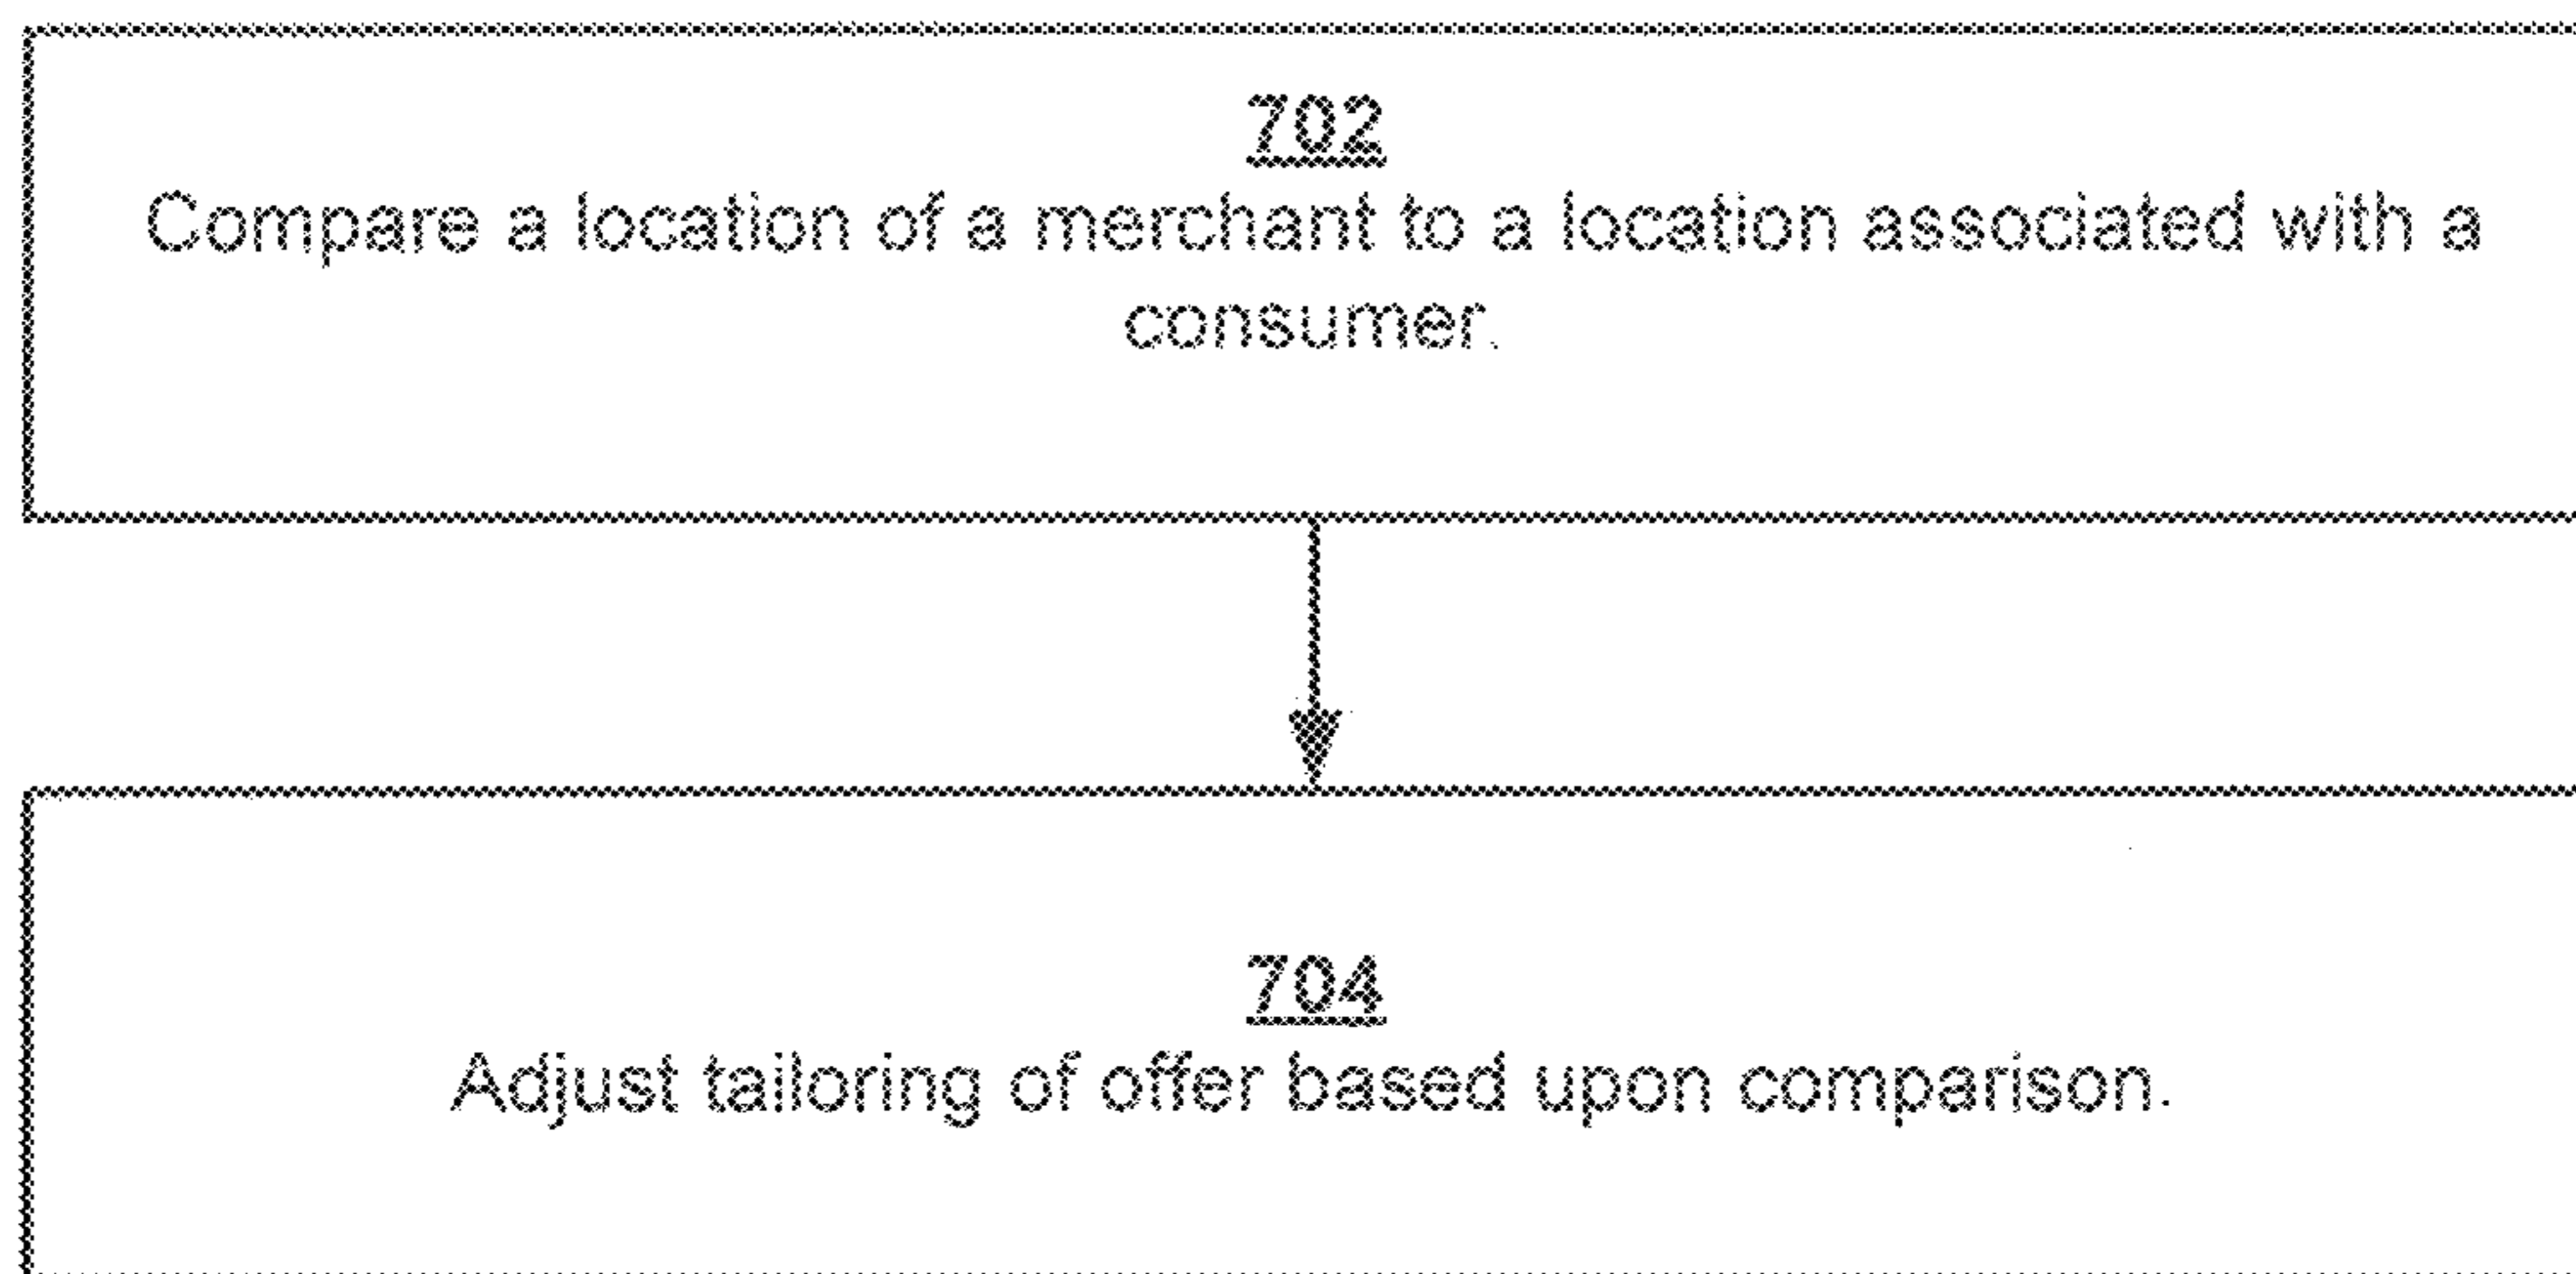 702
Compare a location of a merchant to a location associated with a
consumer.
704
Adjust tailoring of offer based upon comparison.